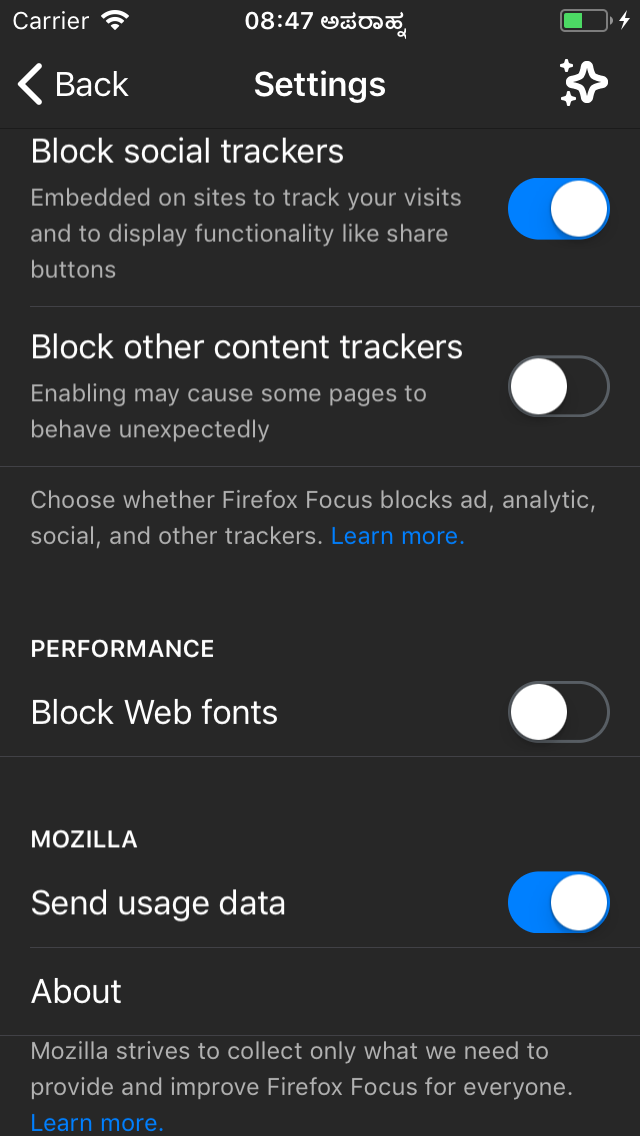 Carrier 08:47 ಅಪರಾಹ್ನ
Back Settings
Block social trackers
Embedded on sites to track your visits
and to display functionality like share
buttons
Block other content trackers
Enabling may cause some pages to
behave unexpectedly
Choose whether Firefox Focus blocks ad, analytic,
social, and other trackers. Learn more.
PERFORMANCE
Block Web fonts
MOZILLA
Send usage data
About
Mozilla strives to collect only what we need to
provide and improve Firefox Focus for everyone.
Learn more.